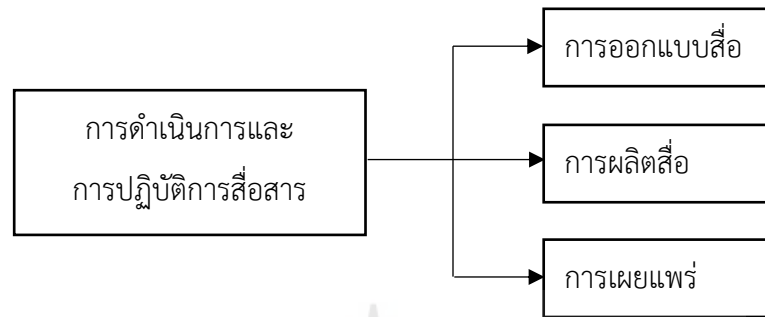 การดำเนินการและ
การปฏิบัติการสื่อสาร
การออกแบบสื่อ
การผลิตสื่อ
การเผยแพร่